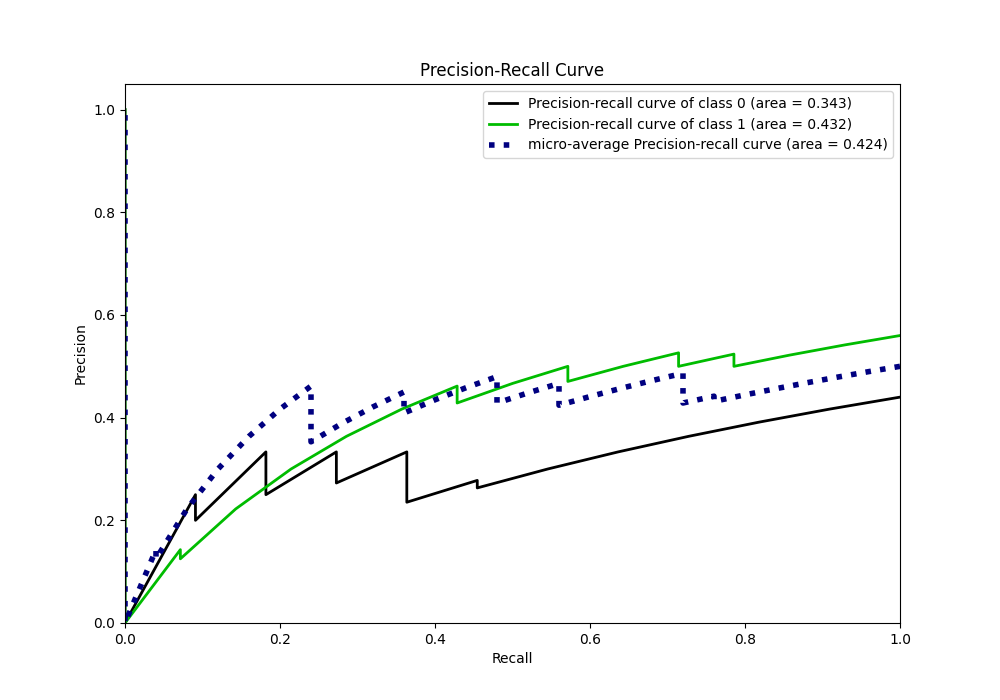 Precision-Recall Curve
Precision-recall curve of class 0 (area = 0.343)
Precision-recall curve of class 1 (area = 0.432)
micro-average Precision-recall curve (area = 0.424)
1.0
0.8
0.6
0.4
0.2
0.0
Precision
0.0 0.2 0.4 0.6 0.8 1.0
Recall